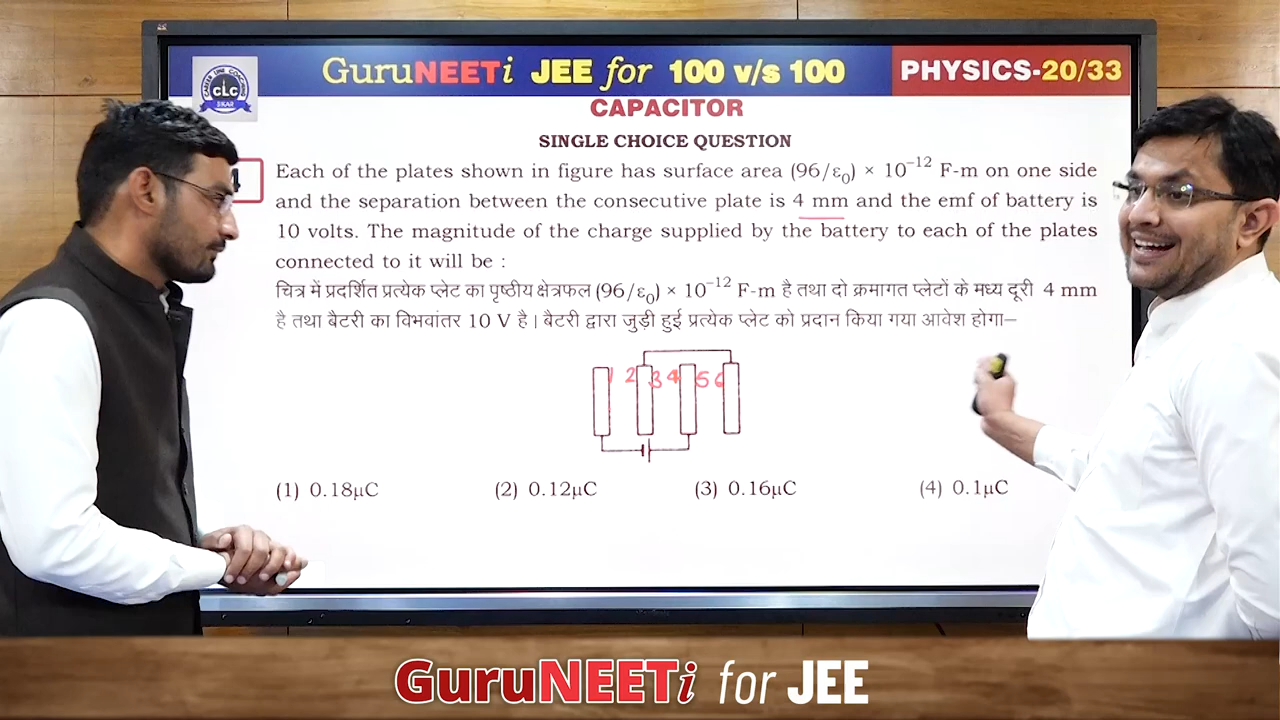 GuruNEETi JEE for 100 v/s 100
PHYSICS-20/33
CAREER LINE COACHING
CLC
SIKAR
CAPACITOR
SINGLE CHOICE QUESTION
Each of the plates shown in figure has surface area (96/ε₀) × 10⁻¹² F-m on one side
and the separation between the consecutive plate is 4 mm and the emf of battery is
10 volts. The magnitude of the charge supplied by the battery to each of the plates
connected to it will be :
चित्र में प्रदर्शित प्रत्येक प्लेट का पृष्ठीय क्षेत्रफल (96/ε₀) × 10⁻¹² F-m है तथा दो क्रमागत प्लेटों के मध्य दूरी 4 mm
है तथा बैटरी का विभवांतर 10 V है। बैटरी द्वारा जुड़ी हुई प्रत्येक प्लेट को प्रदान किया गया आवेश होगा–
1 2 3 4 5 6
(1) 0.18μC (2) 0.12μC (3) 0.16μC (4) 0.1μC
GuruNEETi for JEE